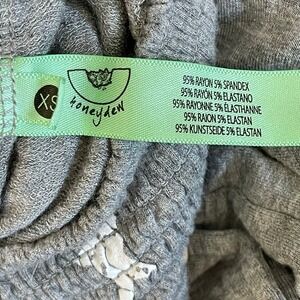 XS
honeydew
95% RAYON 5% SPANDEX
95% RAYÓN 5% ELASTANO
95% RAYONNE 5% ÉLASTHANNE
95% RAION 5% ELASTAN
95% KUNSTSEIDE 5% ELASTAN